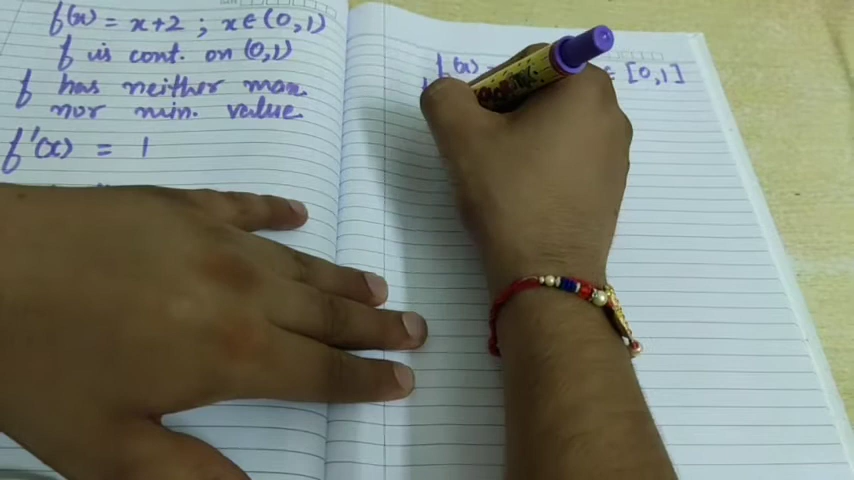 f(x) = x+2 ; x ∈ (0,1)
f is cont. on (0,1)
f has neither max.
nor min. value.
f'(x) = 1
f(x) = ∈ [0,1]